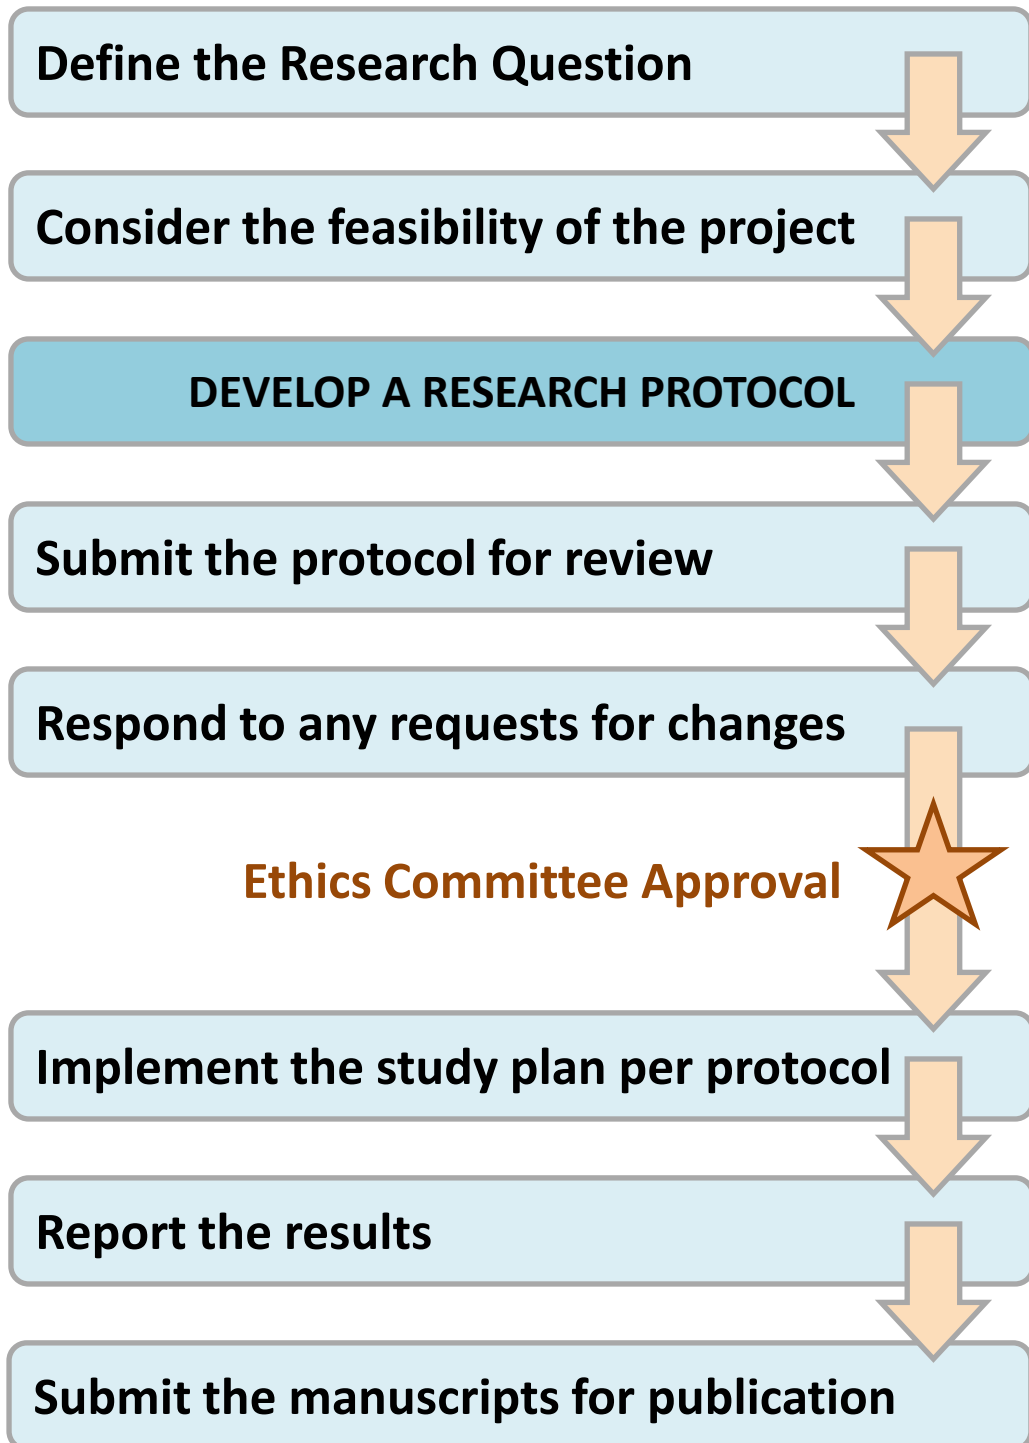 Define the Research Question
Consider the feasibility of the project
DEVELOP A RESEARCH PROTOCOL
Submit the protocol for review
Respond to any requests for changes
Ethics Committee Approval
Implement the study plan per protocol
Report the results
Submit the manuscripts for publication